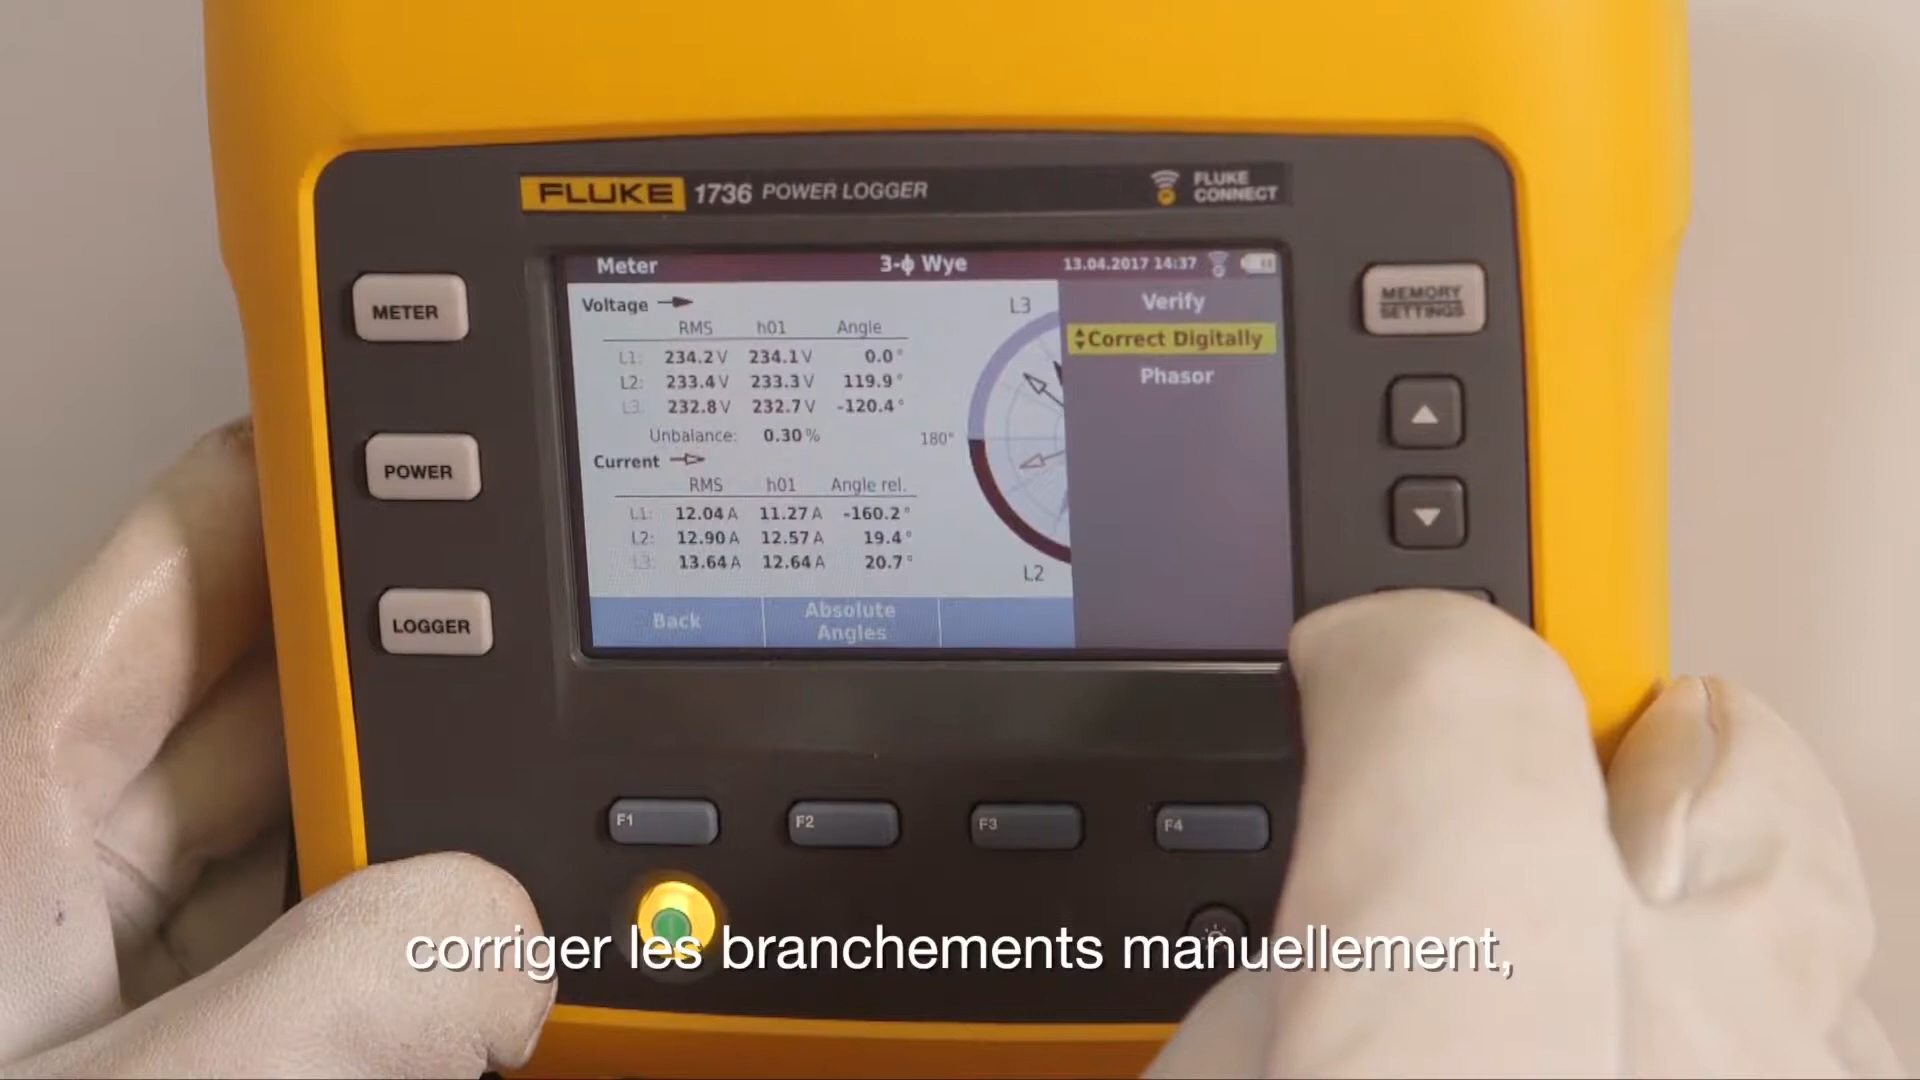 FLUKE 1736 POWER LOGGER
FLUKE CONNECT
METER
POWER
LOGGER
MEMORY
SETTINGS
Meter 3-ϕ Wye 13.04.2017 14:37
Voltage
RMS h01 Angle
L1: 234.2 V 234.1 V 0.0 °
L2: 233.4 V 233.3 V 119.9 °
L3: 232.8 V 232.7 V -120.4 °
Unbalance: 0.30 %
Current
RMS h01 Angle rel.
L1: 12.04 A 11.27 A -160.2 °
L2: 12.90 A 12.57 A 19.4 °
L3: 13.64 A 12.64 A 20.7 °
L3
180°
L2
Verify
Correct Digitally
Phasor
Back
Absolute
Angles
F1 F2 F3 F4
corriger les branchements manuellement,